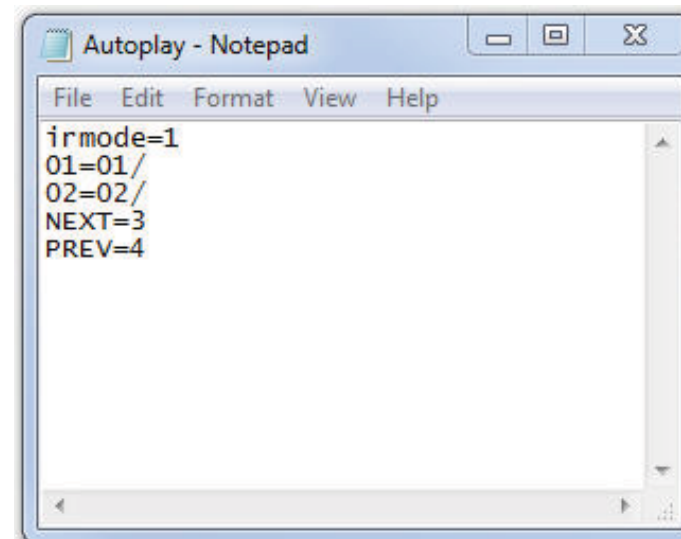 Autoplay - Notepad
File Edit Format View Help
irmode=1
01=01/
02=02/
NEXT=3
PREV=4